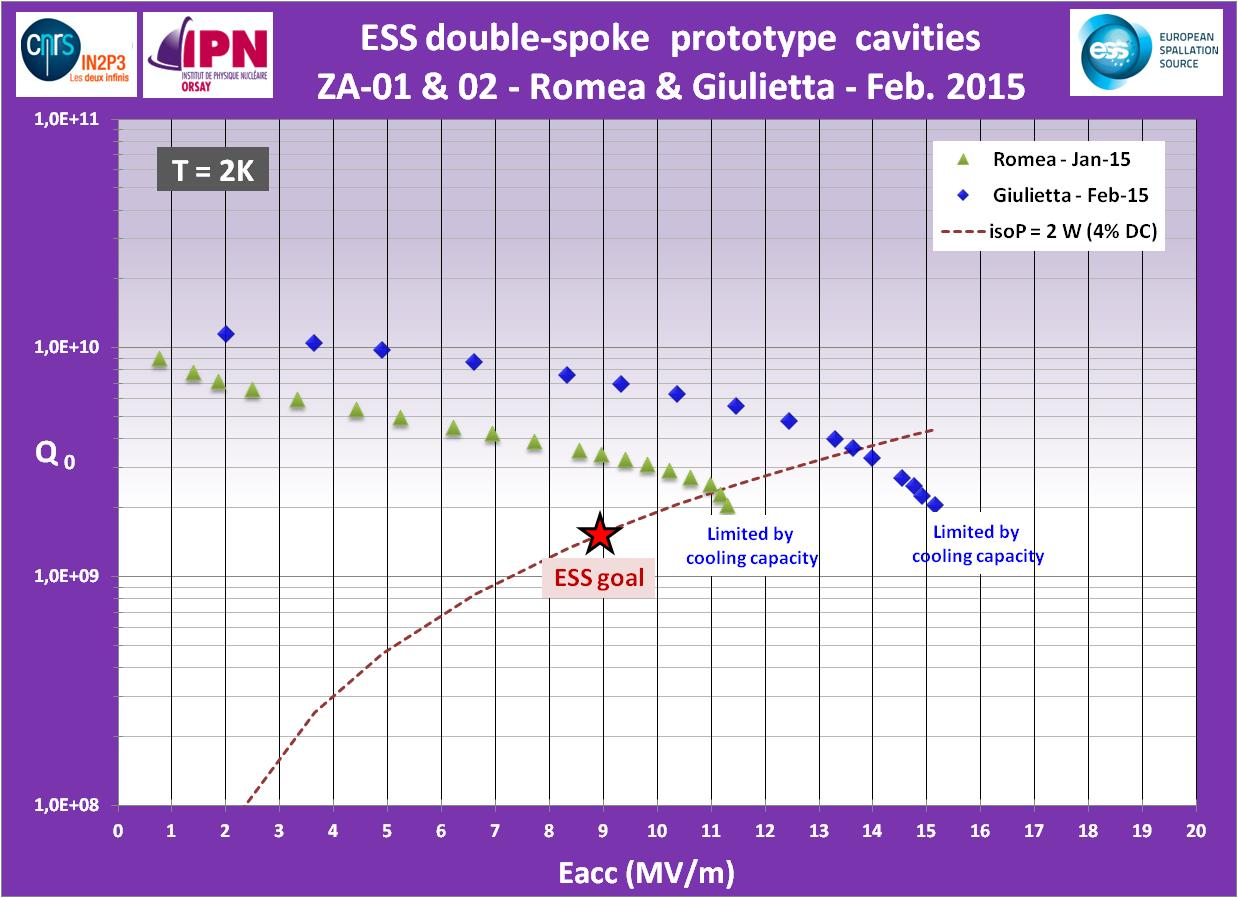 cnrs
IN2P3
Les deux infinis
IPN
INSTITUT DE PHYSIQUE NUCLÉAIRE
ORSAY
ESS double-spoke prototype cavities
ZA-01 & 02 - Romea & Giulietta - Feb. 2015
ess
EUROPEAN
SPALLATION
SOURCE
1,0E+11
T = 2K
Romea - Jan-15
Giulietta - Feb-15
isoP = 2 W (4% DC)
1,0E+10
Q0
Limited by
cooling capacity
Limited by
cooling capacity
ESS goal
1,0E+09
1,0E+08
0 1 2 3 4 5 6 7 8 9 10 11 12 13 14 15 16 17 18 19 20
Eacc (MV/m)